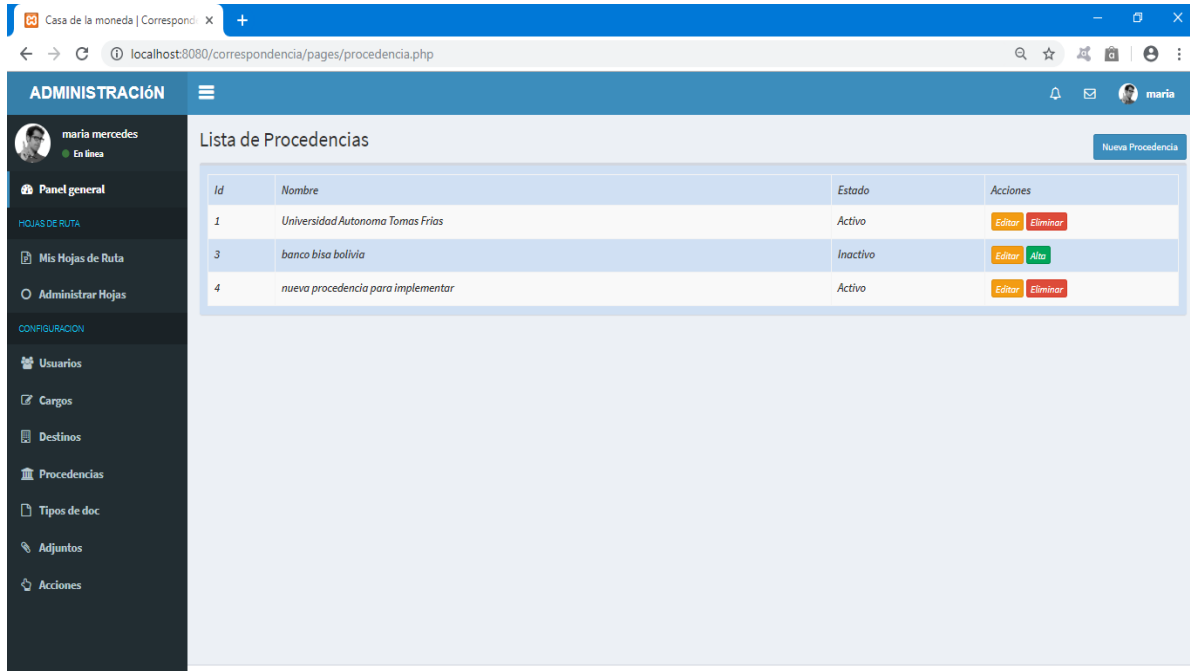 Casa de la moneda | Correspond
localhost:8080/correspondencia/pages/procedencia.php
ADMINISTRACIóN
maria
maria mercedes
En linea
Lista de Procedencias
Nueva Procedencia
Panel general
HOJAS DE RUTA
Mis Hojas de Ruta
Administrar Hojas
CONFIGURACION
Usuarios
Cargos
Destinos
Procedencias
Tipos de doc
Adjuntos
Acciones
Id Nombre Estado Acciones
1 Universidad Autonoma Tomas Frias Activo Editar Eliminar
3 banco bisa bolivia Inactivo Editar Alta
4 nueva procedencia para implementar Activo Editar Eliminar